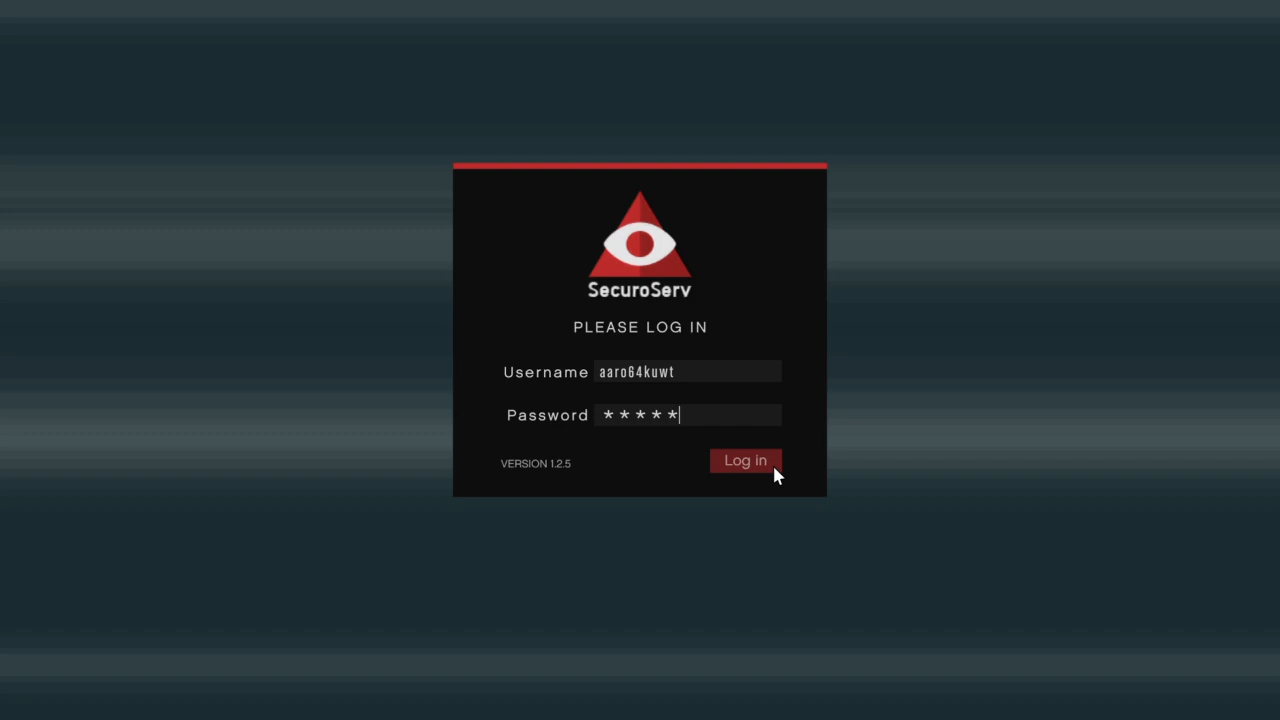 SecuroServ
PLEASE LOG IN
Username aaro64kuwt
Password *****
VERSION 1.2.5 Log in